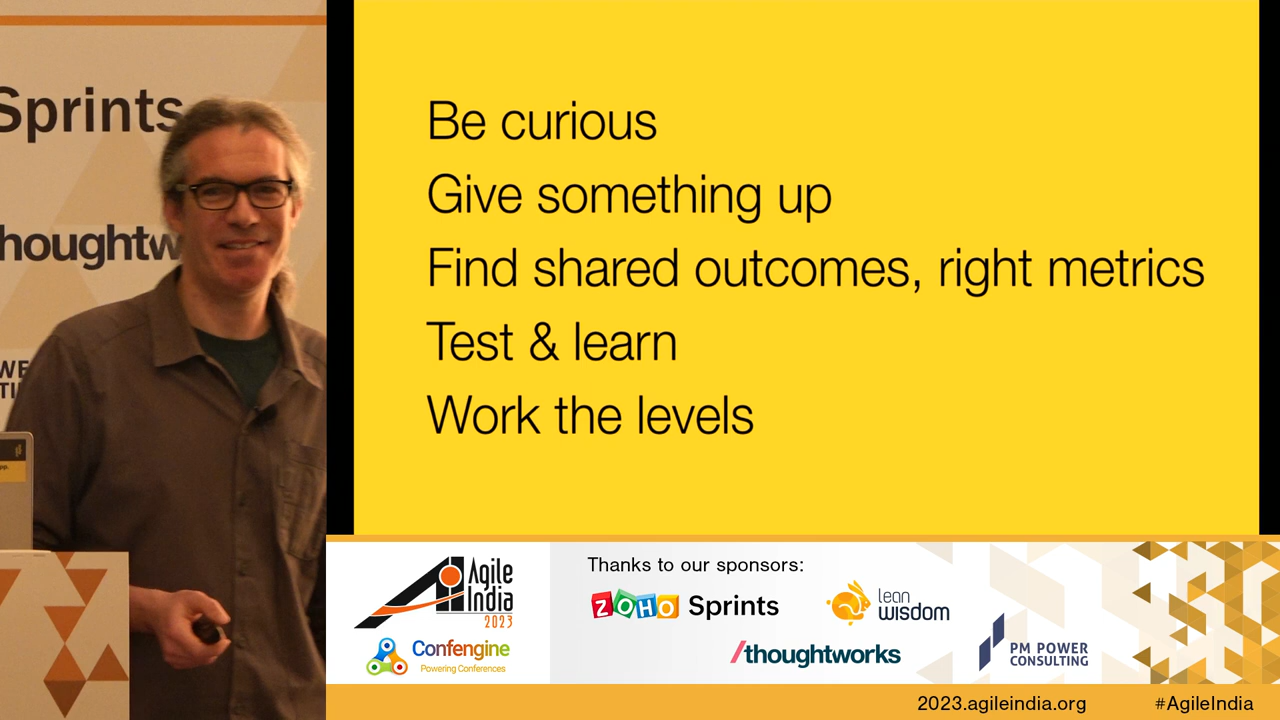 Sprints
houghtw
WE
TI
Be curious
Give something up
Find shared outcomes, right metrics
Test & learn
Work the levels
Agile
India
2023
Confengine
Powering Conferences
Thanks to our sponsors:
ZOHO Sprints
lean
wisdom
/thoughtworks
PM POWER
CONSULTING
2023.agileindia.org
#AgileIndia